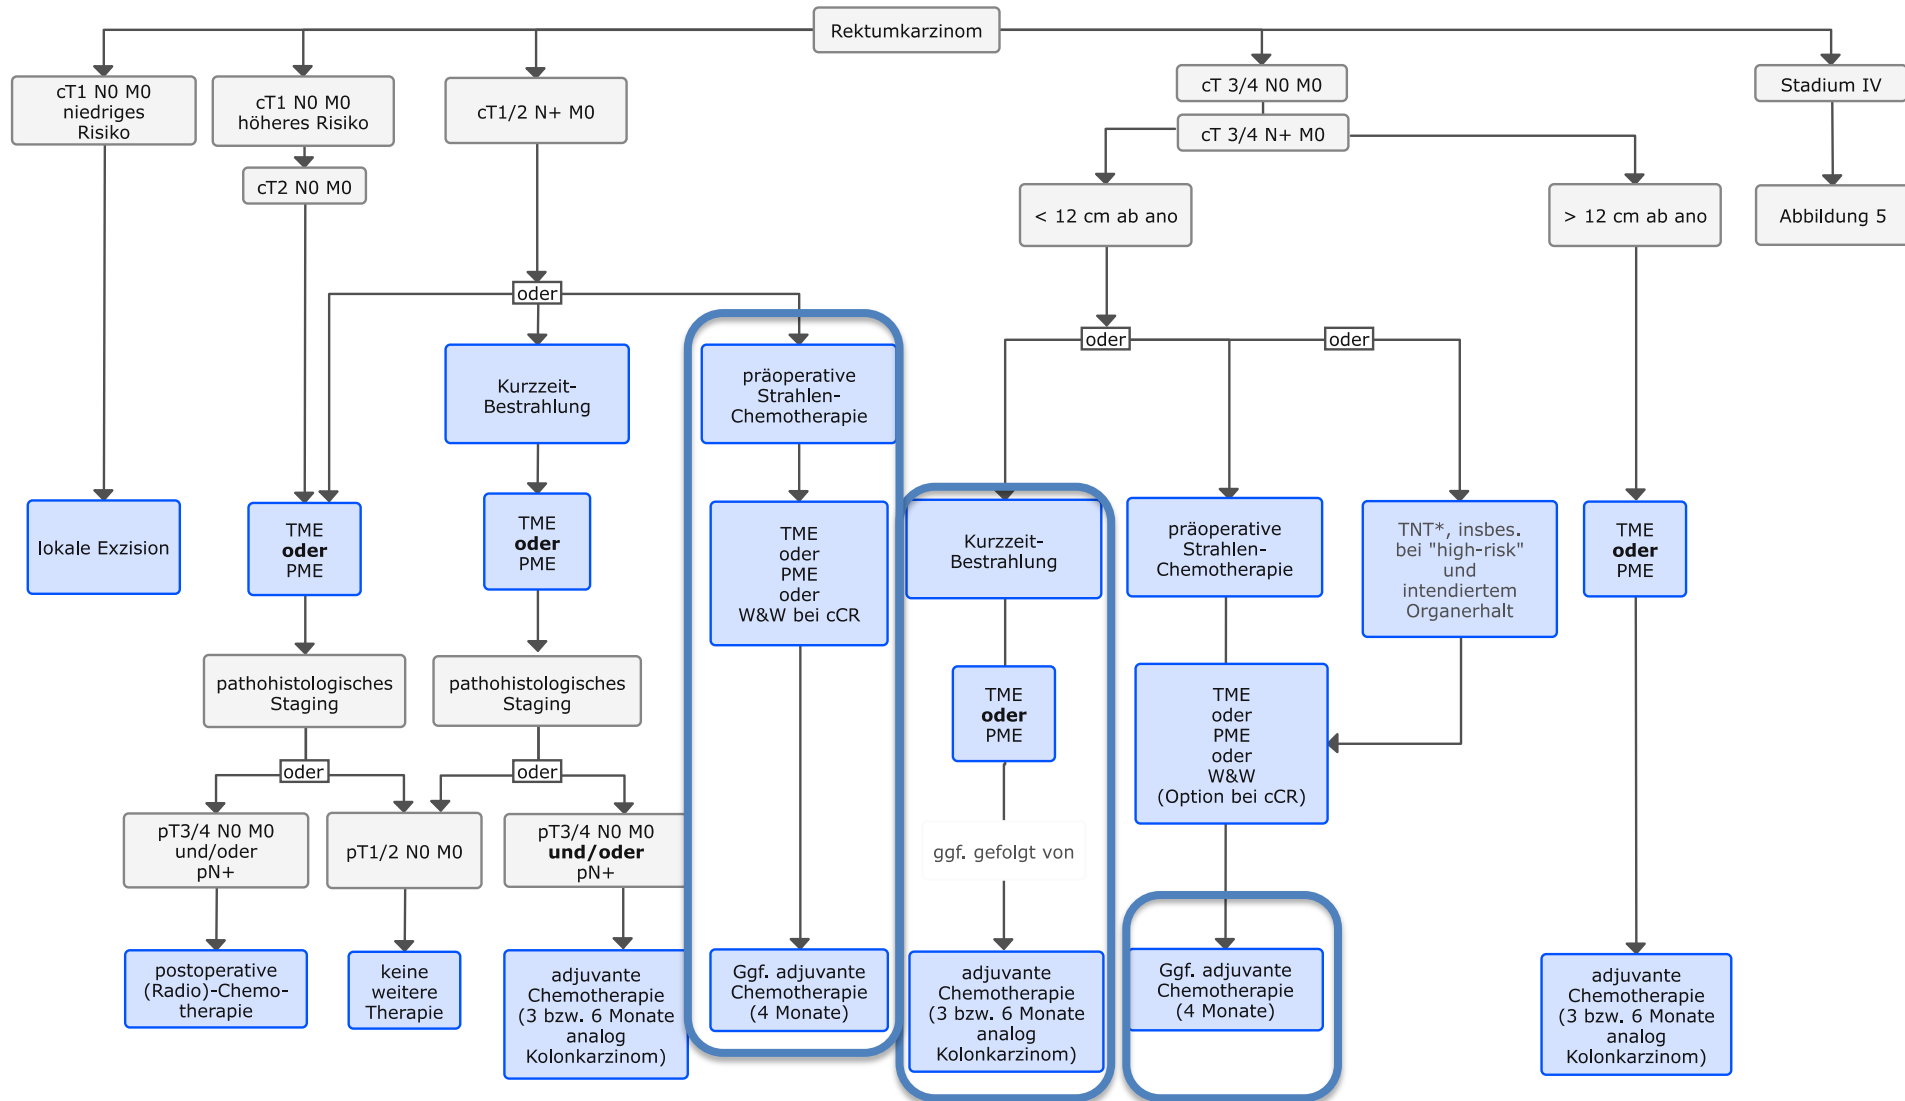 Rektumkarzinom
cT1 N0 M0
niedriges
Risiko
cT1 N0 M0
höheres Risiko
cT2 N0 M0
cT1/2 N+ M0
cT 3/4 N0 M0
cT 3/4 N+ M0
Stadium IV
< 12 cm ab ano
> 12 cm ab ano
Abbildung 5
oder
oder
oder
Kurzzeit-
Bestrahlung
präoperative
Strahlen-
Chemotherapie
lokale Exzision
TME
oder
PME
TME
oder
PME
TME
oder
PME
oder
W&W bei cCR
Kurzzeit-
Bestrahlung
präoperative
Strahlen-
Chemotherapie
TNT*, insbes.
bei "high-risk"
und
intendiertem
Organerhalt
TME
oder
PME
pathohistologisches
Staging
pathohistologisches
Staging
TME
oder
PME
TME
oder
PME
oder
W&W
(Option bei cCR)
oder
oder
pT3/4 N0 M0
und/oder
pN+
pT1/2 N0 M0
pT3/4 N0 M0
und/oder
pN+
ggf. gefolgt von
postoperative
(Radio)-Chemo-
therapie
keine
weitere
Therapie
adjuvante
Chemotherapie
(3 bzw. 6 Monate
analog
Kolonkarzinom)
Ggf. adjuvante
Chemotherapie
(4 Monate)
adjuvante
Chemotherapie
(3 bzw. 6 Monate
analog
Kolonkarzinom)
Ggf. adjuvante
Chemotherapie
(4 Monate)
adjuvante
Chemotherapie
(3 bzw. 6 Monate
analog
Kolonkarzinom)